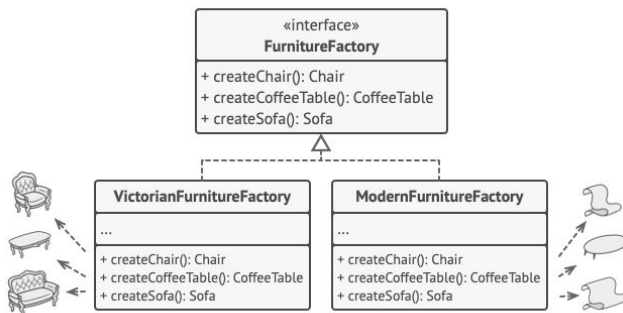 «interface»
FurnitureFactory
+ createChair(): Chair
+ createCoffeeTable(): CoffeeTable
+ createSofa(): Sofa
VictorianFurnitureFactory
...
+ createChair(): Chair
+ createCoffeeTable(): CoffeeTable
+ createSofa(): Sofa
ModernFurnitureFactory
...
+ createChair(): Chair
+ createCoffeeTable(): CoffeeTable
+ createSofa(): Sofa